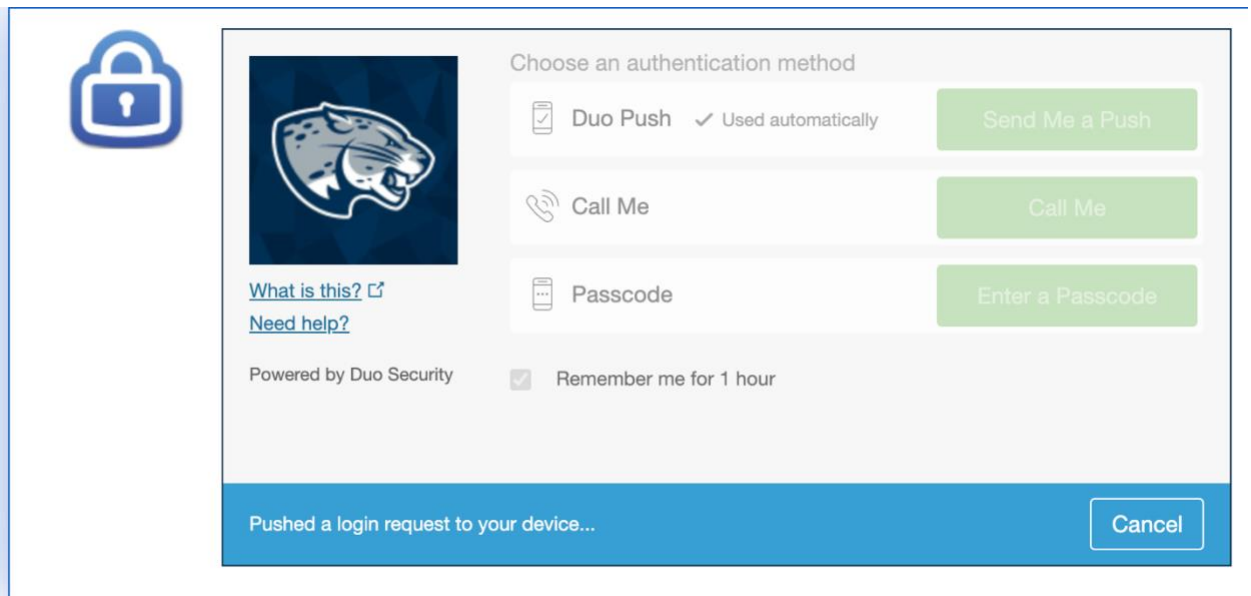 Choose an authentication method
Duo Push ✓ Used automatically Send Me a Push
Call Me Call Me
Passcode Enter a Passcode
What is this?
Need help?
Powered by Duo Security
Remember me for 1 hour
Pushed a login request to your device... Cancel